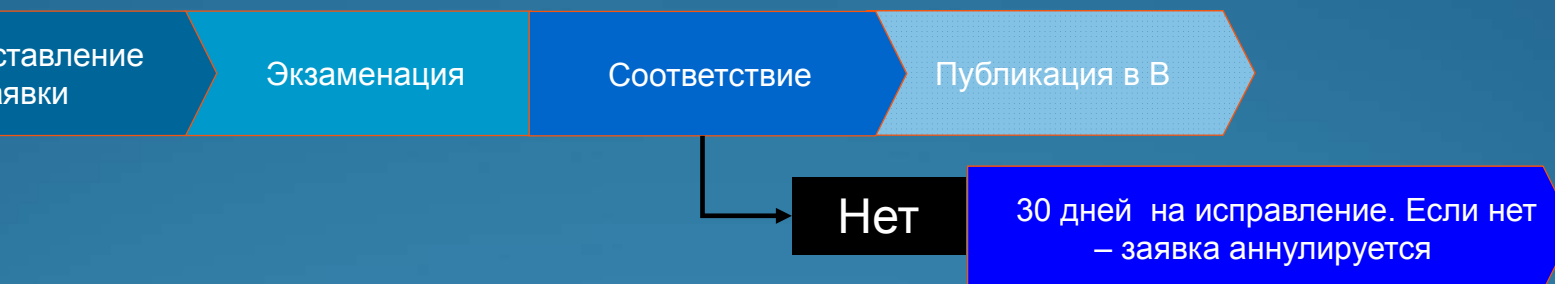 ставление
аявки
Экзаменация
Соответствие
Публикация в В
Нет
30 дней на исправление. Если нет
– заявка аннулируется